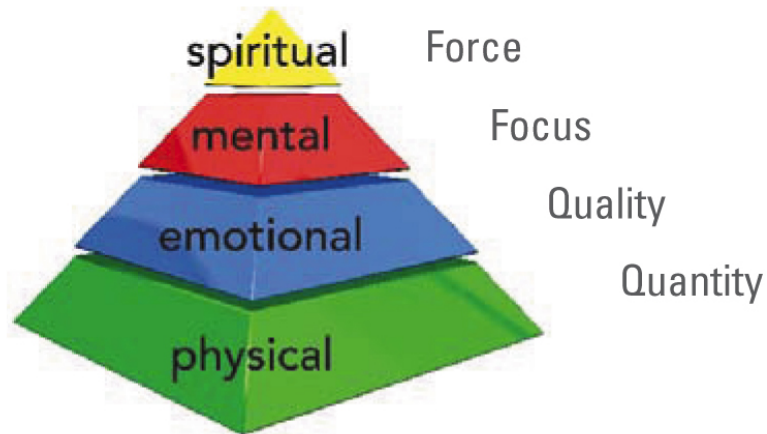 spiritual Force
mental Focus
emotional Quality
physical Quantity